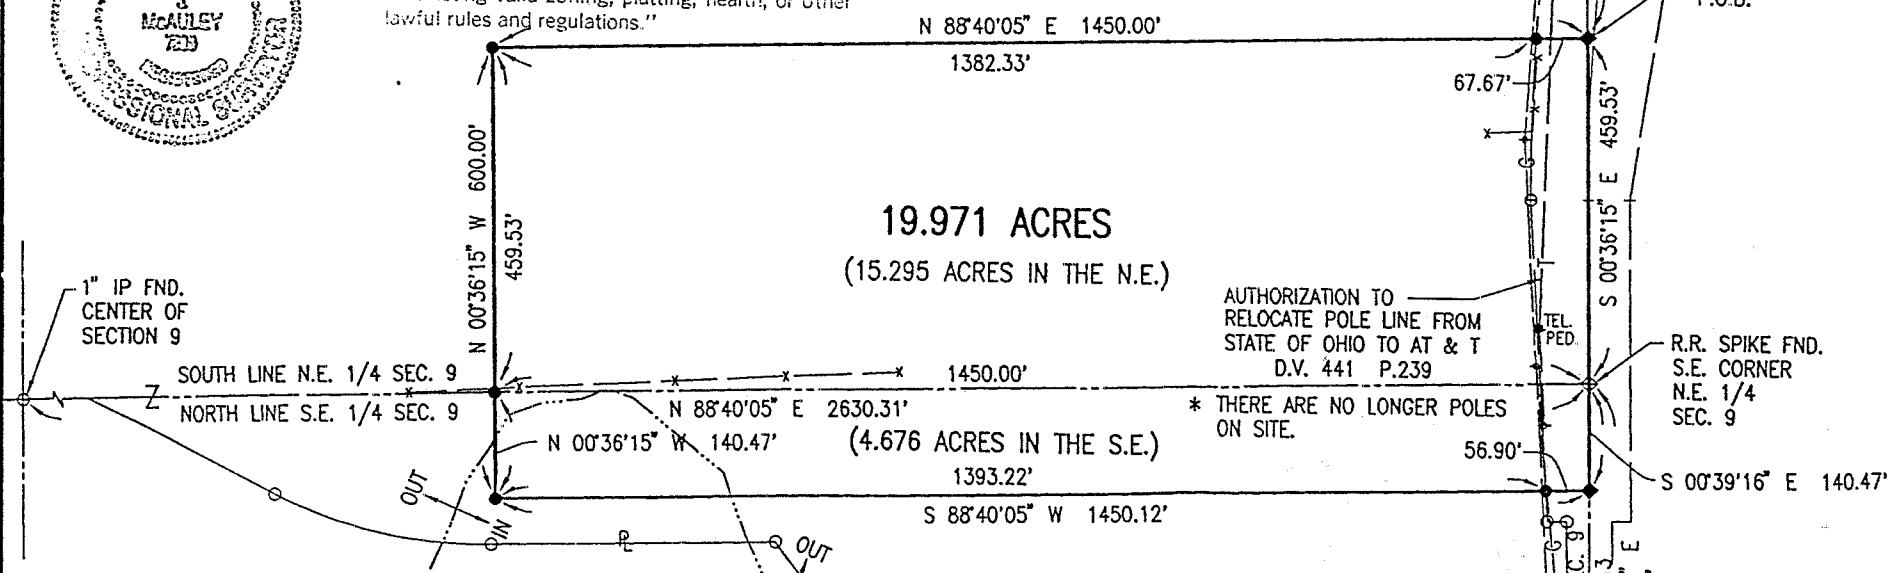 McAULEY
REGISTERED
lawful rules and regulations."
N 88°40'05" E 1450.00'
1382.33'
67.67'
P.O.B.
N 00°36'15" W 600.00'
459.53'
S 00°36'15" E 459.53'
19.971 ACRES
(15.295 ACRES IN THE N.E.)
1" IP FND.
CENTER OF
SECTION 9
AUTHORIZATION TO
RELOCATE POLE LINE FROM
STATE OF OHIO TO AT & T
D.V. 441 P.239
TEL.
PED.
R.R. SPIKE FND.
S.E. CORNER
N.E. 1/4
SEC. 9
SOUTH LINE N.E. 1/4 SEC. 9
NORTH LINE S.E. 1/4 SEC. 9
1450.00'
N 88°40'05" E 2630.31'
* THERE ARE NO LONGER POLES
ON SITE.
N 00°36'15" W 140.47'
(4.676 ACRES IN THE S.E.)
1393.22'
56.90'
S 00°39'16" E 140.47'
S 88°40'05" W 1450.12'
OUT
IN
OUT
T
G
G